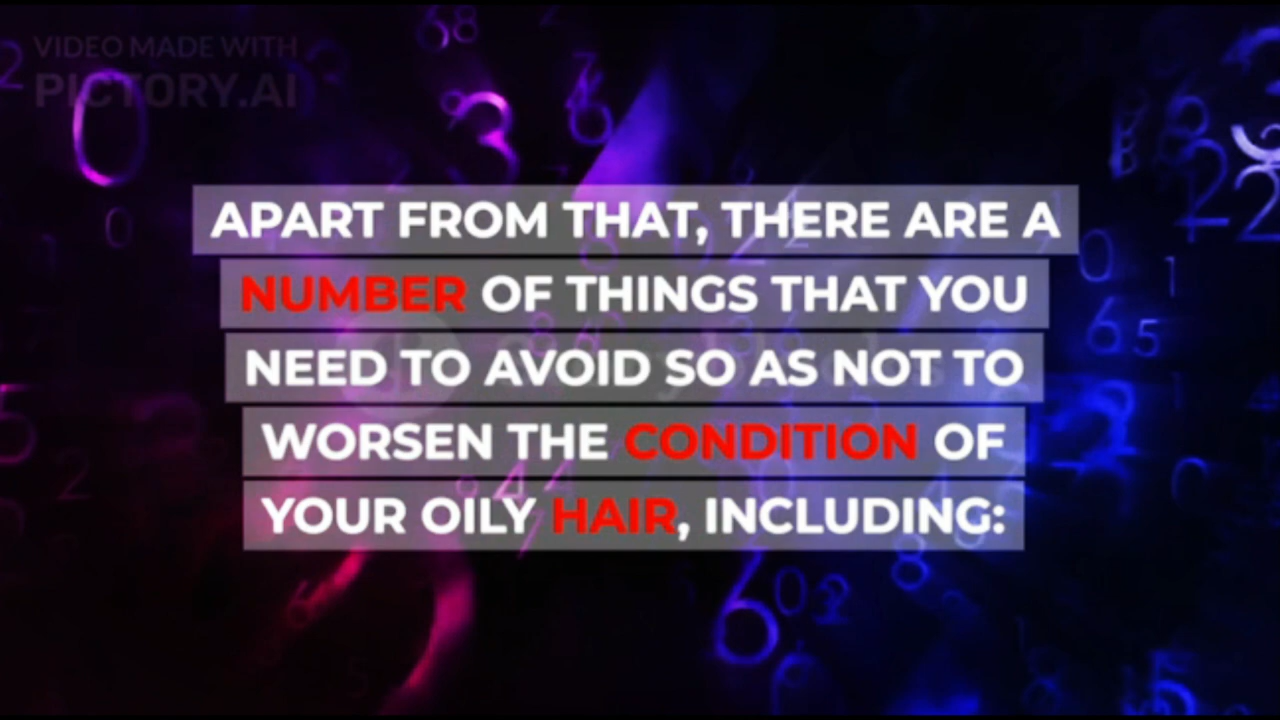 VIDEO MADE WITH
PICTORY.AI
APART FROM THAT, THERE ARE A
NUMBER OF THINGS THAT YOU
NEED TO AVOID SO AS NOT TO
WORSEN THE CONDITION OF
YOUR OILY HAIR, INCLUDING: